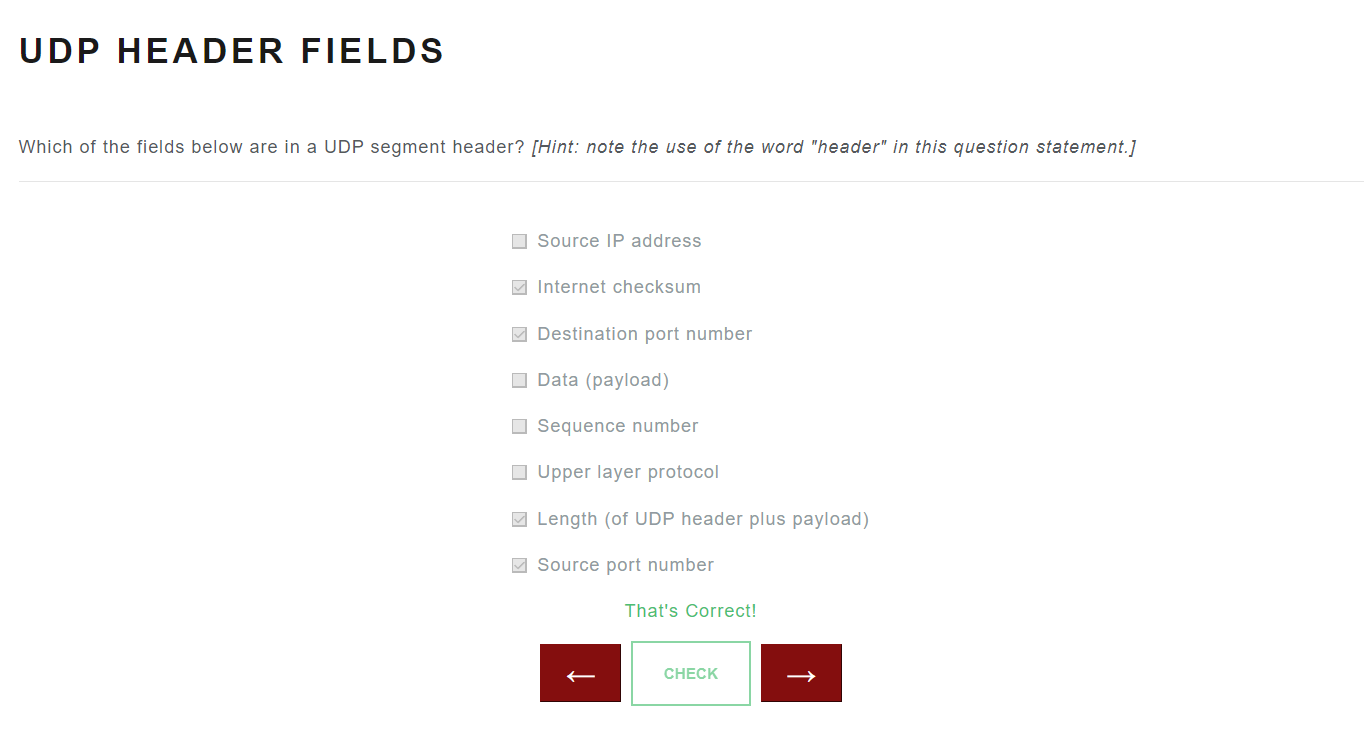 UDP HEADER FIELDS
Which of the fields below are in a UDP segment header? [Hint: note the use of the word "header" in this question statement.]
Source IP address
Internet checksum
Destination port number
Data (payload)
Sequence number
Upper layer protocol
Length (of UDP header plus payload)
Source port number
That's Correct!
← CHECK →